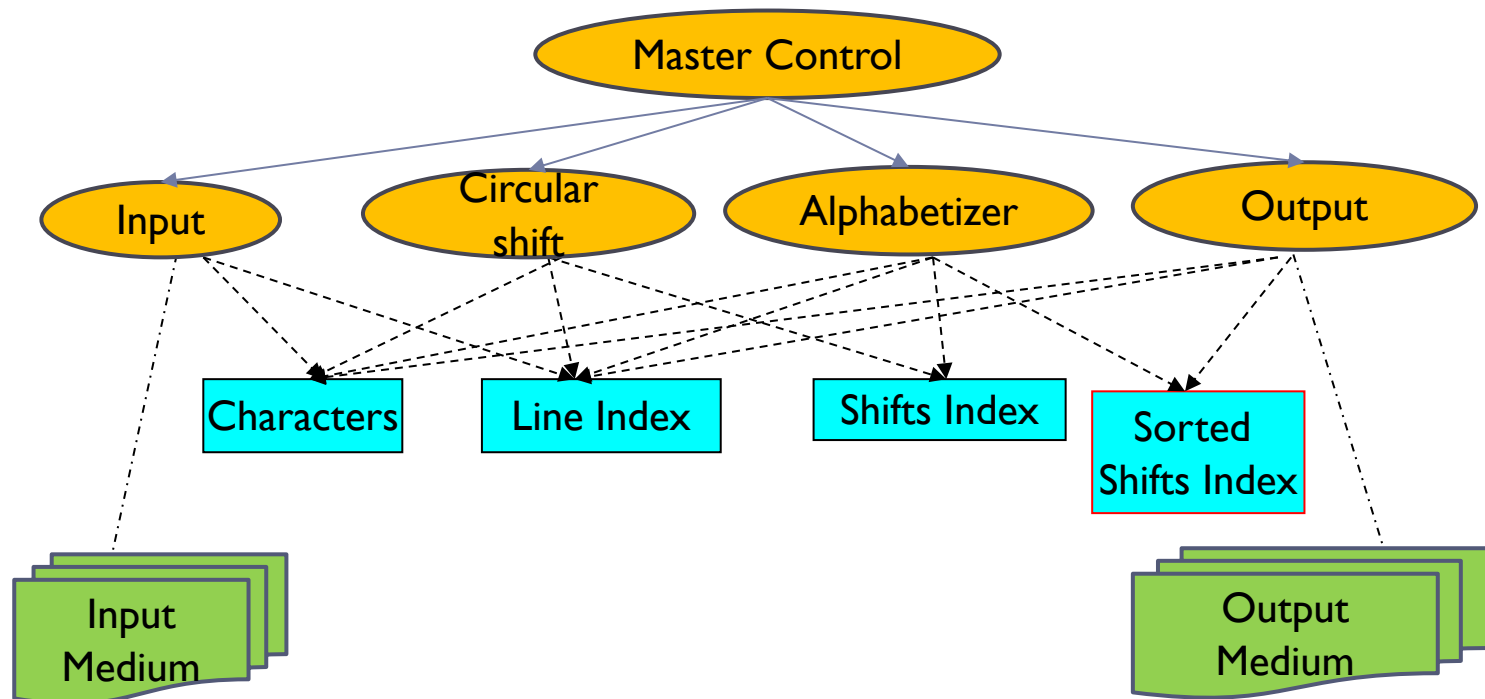 Master Control
Input
Circular
shift
Alphabetizer
Output
Characters
Line Index
Shifts Index
Sorted
Shifts Index
Input
Medium
Output
Medium